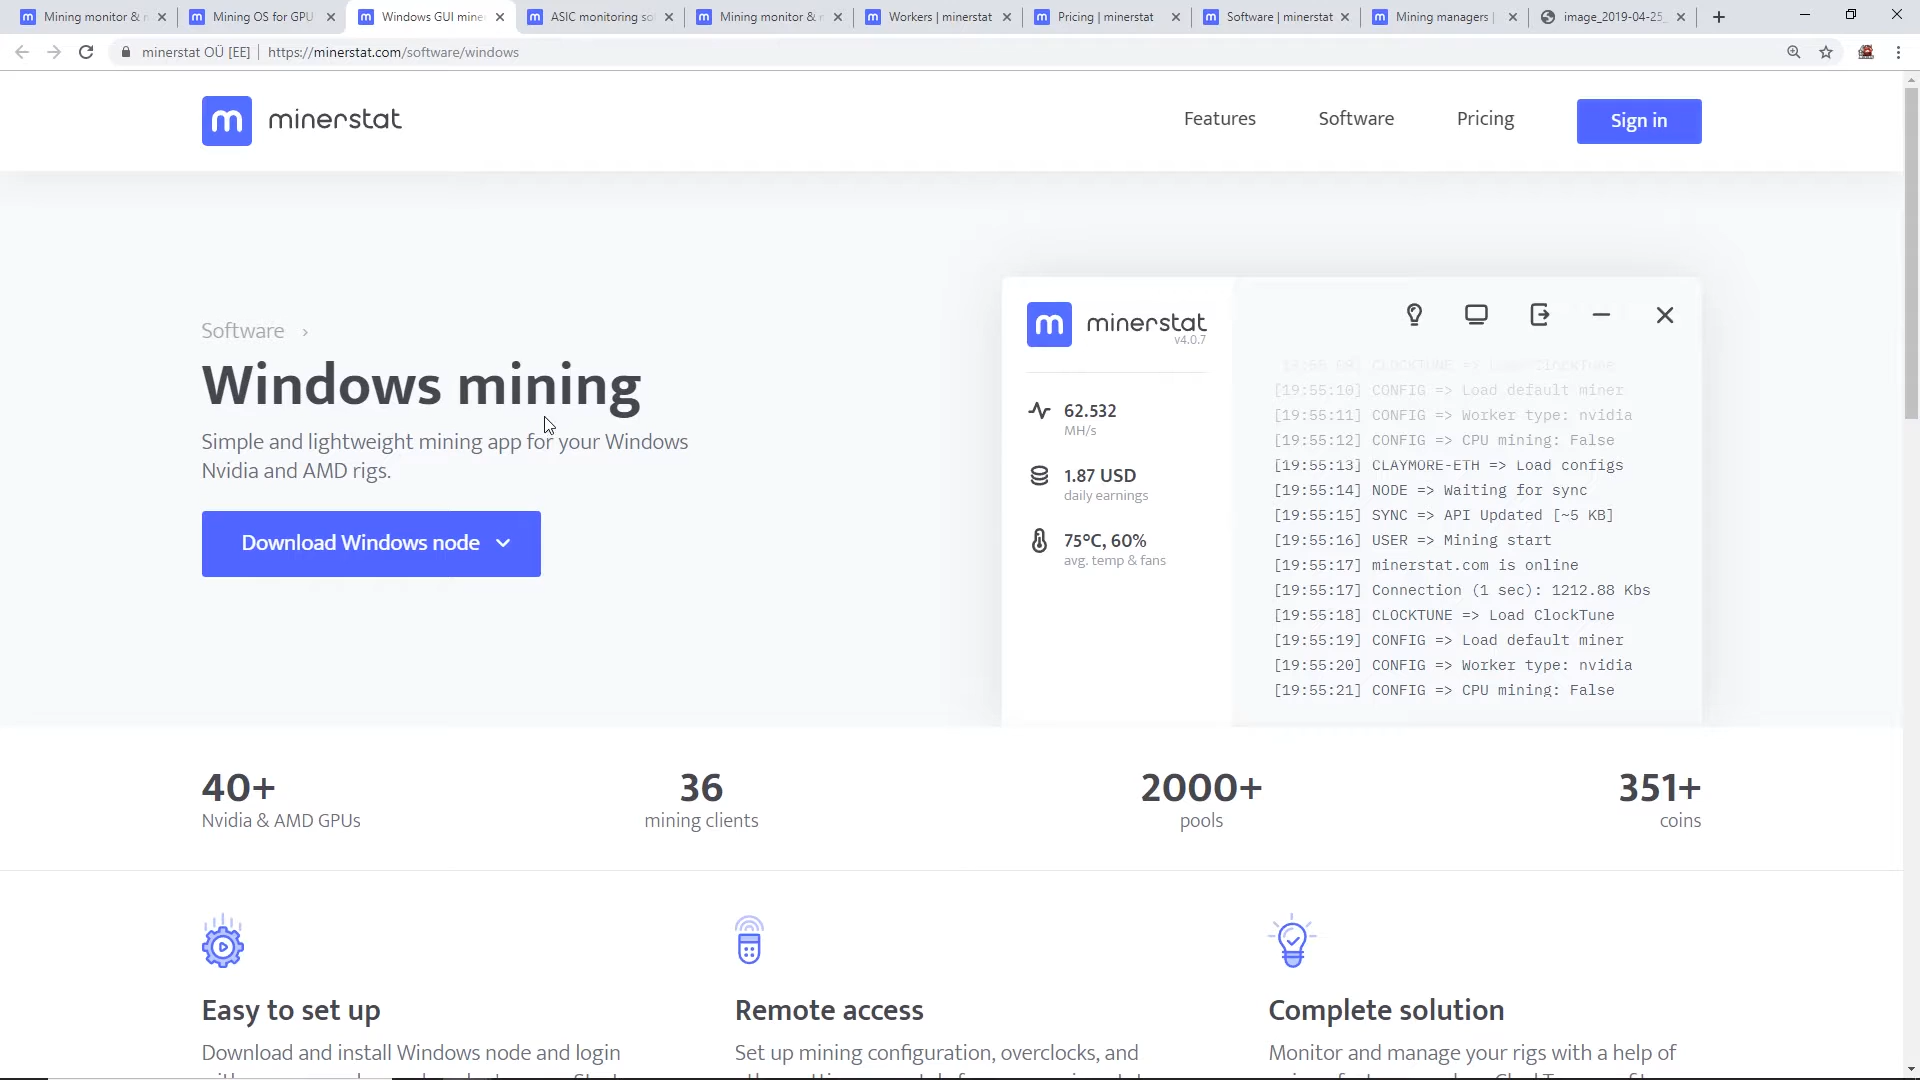 Mining monitor &
Mining OS for GPU
Windows GUI mine
ASIC monitoring so
Mining monitor &
Workers | minerstat
Pricing | minerstat
Software | minerstat
Mining managers |
image_2019-04-25_
minerstat OÜ [EE]
https://minerstat.com/software/windows
m minerstat
Features
Software
Pricing
Sign in
Software ›
Windows mining
Simple and lightweight mining app for your Windows
Nvidia and AMD rigs.
Download Windows node
m minerstat
v4.0.7
62.532
MH/s
1.87 USD
daily earnings
75°C, 60%
avg. temp & fans
CLOCKTUNE => Load ClockTune
[19:55:10] CONFIG => Load default miner
[19:55:11] CONFIG => Worker type: nvidia
[19:55:12] CONFIG => CPU mining: False
[19:55:13] CLAYMORE-ETH => Load configs
[19:55:14] NODE => Waiting for sync
[19:55:15] SYNC => API Updated [~5 KB]
[19:55:16] USER => Mining start
[19:55:17] minerstat.com is online
[19:55:17] Connection (1 sec): 1212.88 Kbs
[19:55:18] CLOCKTUNE => Load ClockTune
[19:55:19] CONFIG => Load default miner
[19:55:20] CONFIG => Worker type: nvidia
[19:55:21] CONFIG => CPU mining: False
40+
Nvidia & AMD GPUs
36
mining clients
2000+
pools
351+
coins
Easy to set up
Download and install Windows node and login
Remote access
Set up mining configuration, overclocks, and
Complete solution
Monitor and manage your rigs with a help of